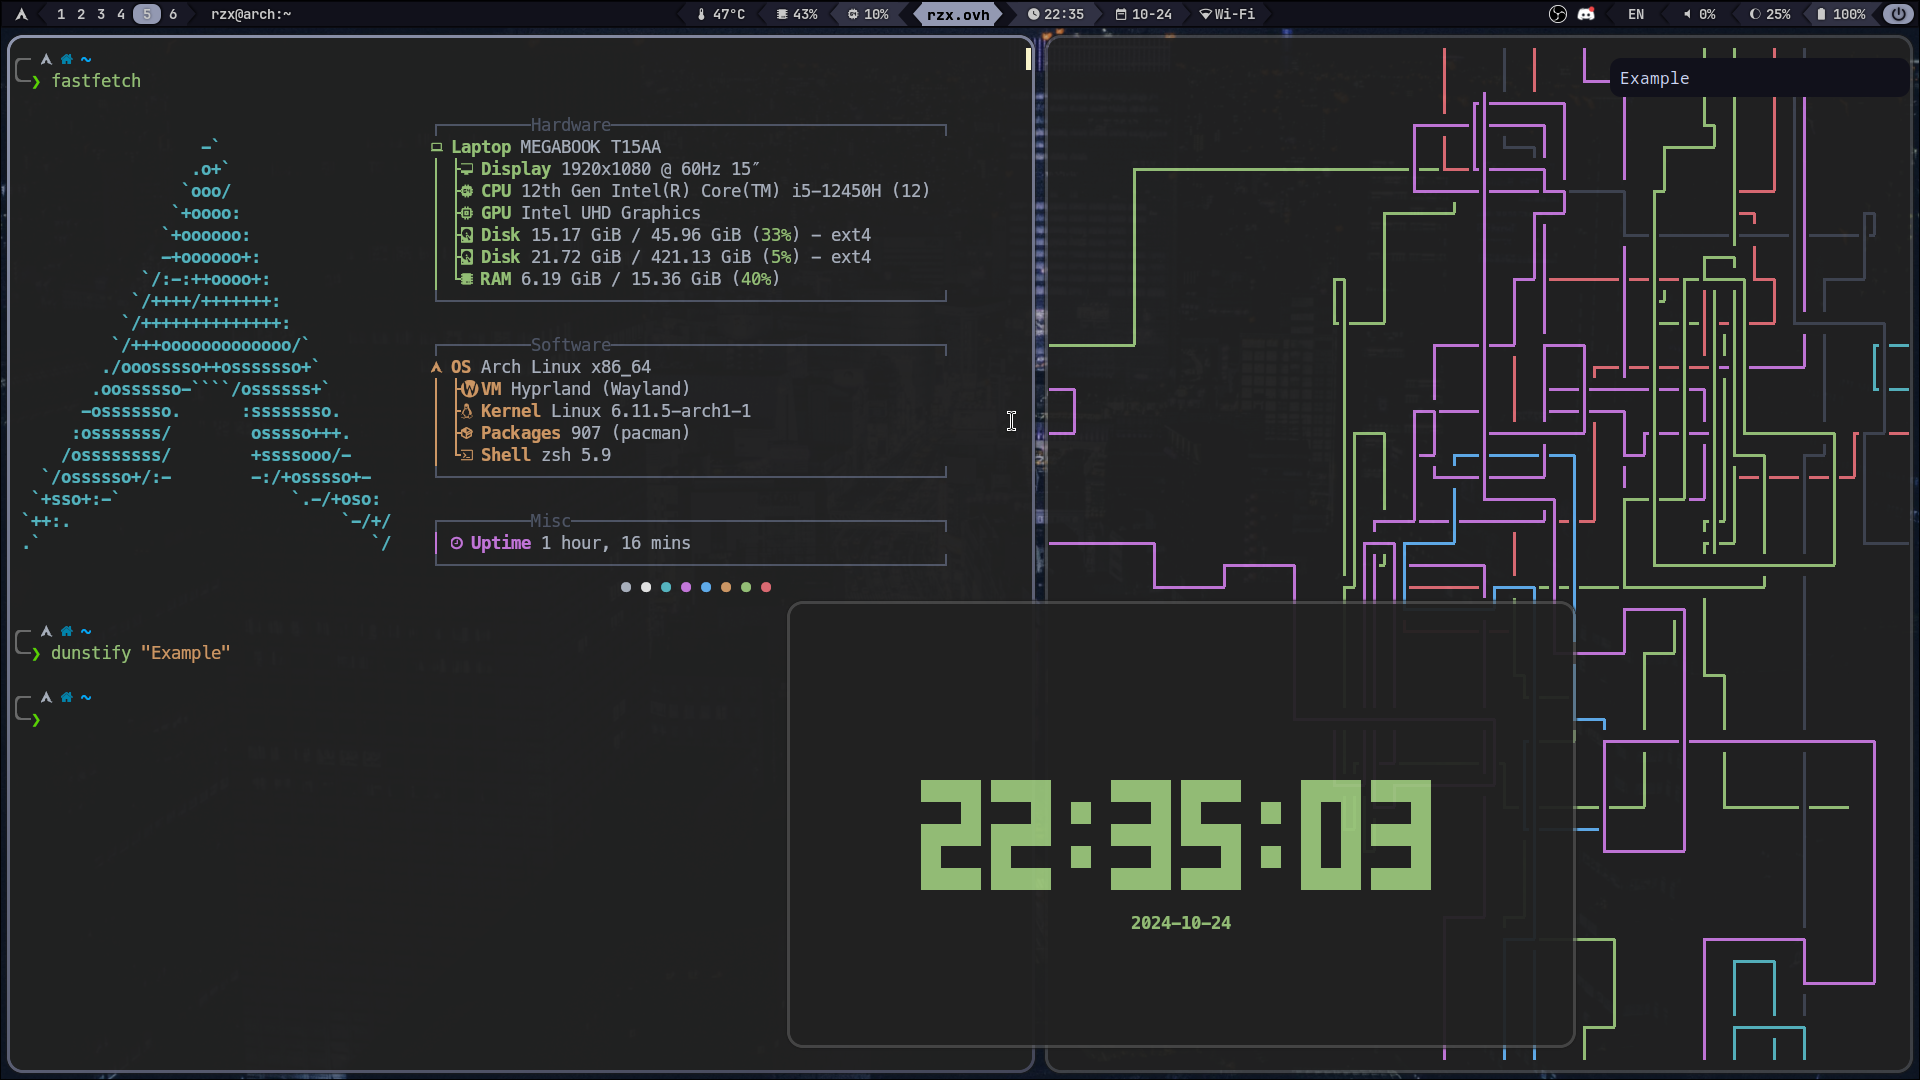 1 2 3 4 5 6 rzx@arch:~ 47°C 43% 10% rzx.ovh 22:35 10-24 Wi-Fi EN 0% 25% 100%
~
❯ fastfetch
Example
Hardware
Laptop MEGABOOK T15AA
Display 1920x1080 @ 60Hz 15″
CPU 12th Gen Intel(R) Core(TM) i5-12450H (12)
GPU Intel UHD Graphics
Disk 15.17 GiB / 45.96 GiB (33%) - ext4
Disk 21.72 GiB / 421.13 GiB (5%) - ext4
RAM 6.19 GiB / 15.36 GiB (40%)
Software
OS Arch Linux x86_64
VM Hyprland (Wayland)
Kernel Linux 6.11.5-arch1-1
Packages 907 (pacman)
Shell zsh 5.9
Misc
Uptime 1 hour, 16 mins
-`
.o+`
`ooo/
`+oooo:
`+oooooo:
-+oooooo+:
`/:-:++oooo+:
`/++++/+++++++:
`/++++++++++++++:
`/+++ooooooooooooo/`
./ooosssso++osssssso+`
.oossssso-````/ossssss+`
-osssssso. :ssssssso.
:osssssss/ osssso+++.
/ossssssss/ +ssssooo/-
`/ossssso+/:- -:/+osssso+-
`+sso+:-` `.-/+oso:
`++:. `-/+/
.` `/
~
❯ dunstify "Example"
~
❯
22:35:03
2024-10-24